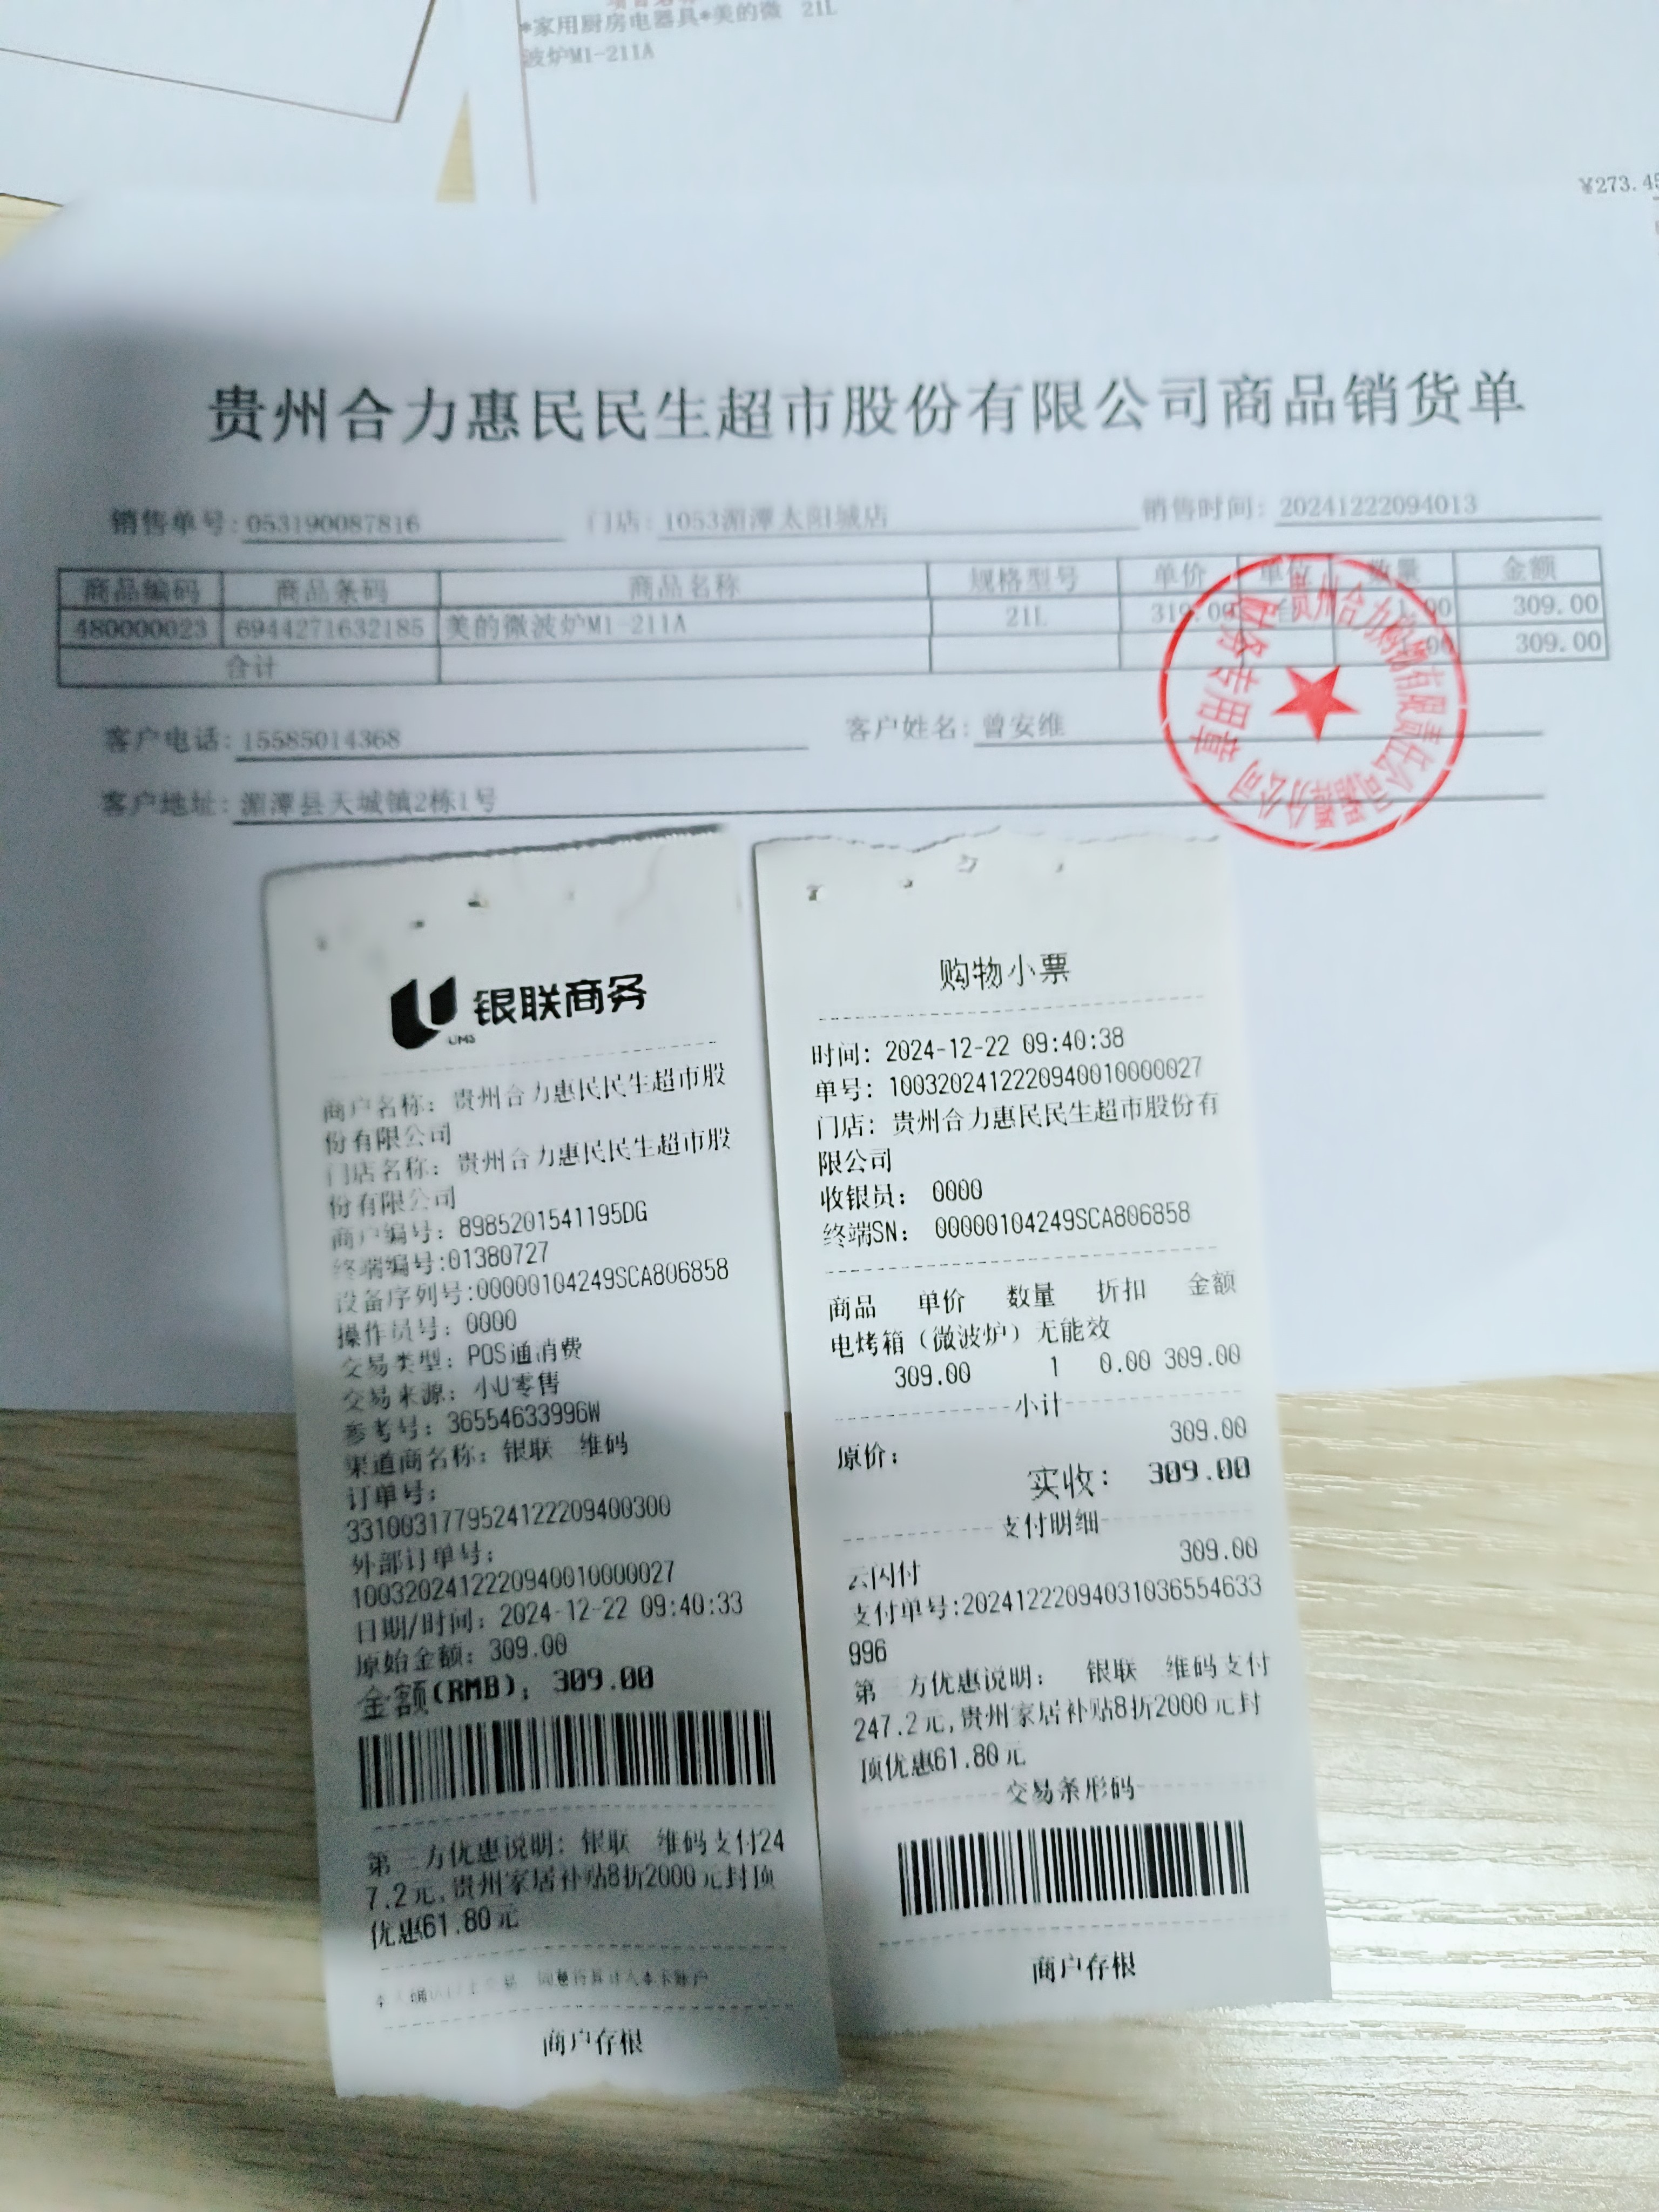 *家用厨房电器具*美的微 21L
波炉M1-211A
¥273.45
贵州合力惠民民生超市股份有限公司商品销货单
销售单号: 053190087816 门店: 1053湄潭太阳城店 销售时间: 20241222094013
商品编码 商品条码 商品名称 规格型号 单价 单位 数量 金额
480000023 6944271632185 美的微波炉M1-211A 21L 319.00 1.00 309.00
合计 1.00 309.00
客户电话: 15585014368 客户姓名: 曾安维
客户地址: 湄潭县天城镇2栋1号
财务专用章
银联商务
UMS
商户名称: 贵州合力惠民民生超市股
份有限公司
门店名称: 贵州合力惠民民生超市股
份有限公司
商户编号: 8985201541195DG
终端编号:01380727
设备序列号:00000104249SCA806858
操作员号: 0000
交易类型: POS通消费
交易来源: 小U零售
参考号: 36554633996W
渠道商名称: 银联二维码
订单号:
33100317795241222209400300
外部订单号:
1003202412220940010000027
日期/时间: 2024-12-22 09:40:33
原始金额: 309.00
金额(RMB): 309.00
第三方优惠说明: 银联二维码支付24
7.2元,贵州家居补贴8折2000元封顶
优惠61.80元
商户存根
购物小票
时间: 2024-12-22 09:40:38
单号: 1003202412220940010000027
门店: 贵州合力惠民民生超市股份有
限公司
收银员: 0000
终端SN: 00000104249SCA806858
商品 单价 数量 折扣 金额
电烤箱（微波炉）无能效
309.00 1 0.00 309.00
小计
原价: 309.00
实收: 309.00
支付明细
云闪付 309.00
支付单号:20241222094031036554633
996
第三方优惠说明: 银联二维码支付
247.2元,贵州家居补贴8折2000元封
顶优惠61.80元
交易条形码
商户存根